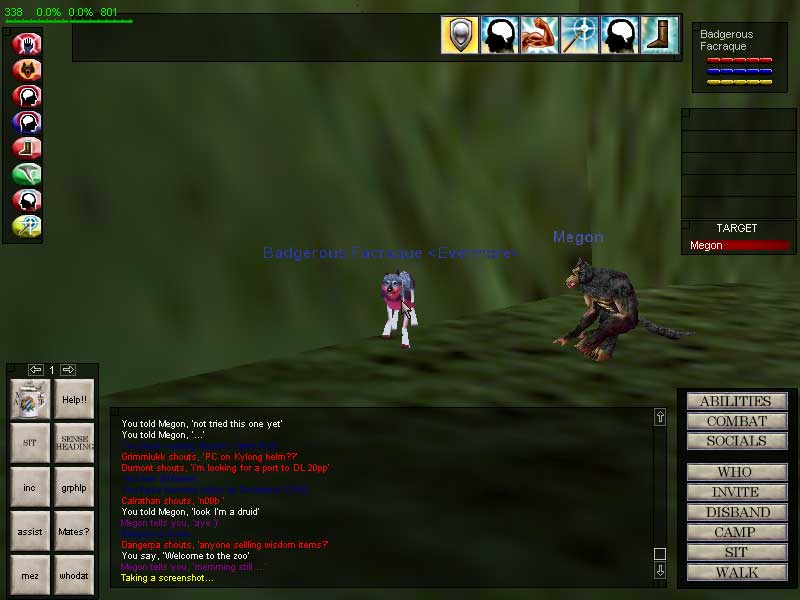 338 0.0% 0.0% 801
Badgerous
Facraque
TARGET
Megon
Megon
Badgerous Facraque <Evermore>
1
Help!!
SIT
SENSE
HEADING
inc
grphlp
assist
Mates?
mez
whodat
You told Megon, 'not tried this one yet'
You told Megon, '...'
Grimmlukk shouts, 'PC on Kylong helm??'
Dumont shouts, 'I'm looking for a port to DL 20pp'
Calrathan shouts, 'n00b '
You told Megon, 'look I'm a druid'
Megon tells you, 'aye :)'
Dangerpa shouts, 'anyone sellling wisdom items?'
You say, 'Welcome to the zoo'
Megon tells you, 'memming still ...'
Taking a screenshot...
ABILITIES
COMBAT
SOCIALS
WHO
INVITE
DISBAND
CAMP
SIT
WALK